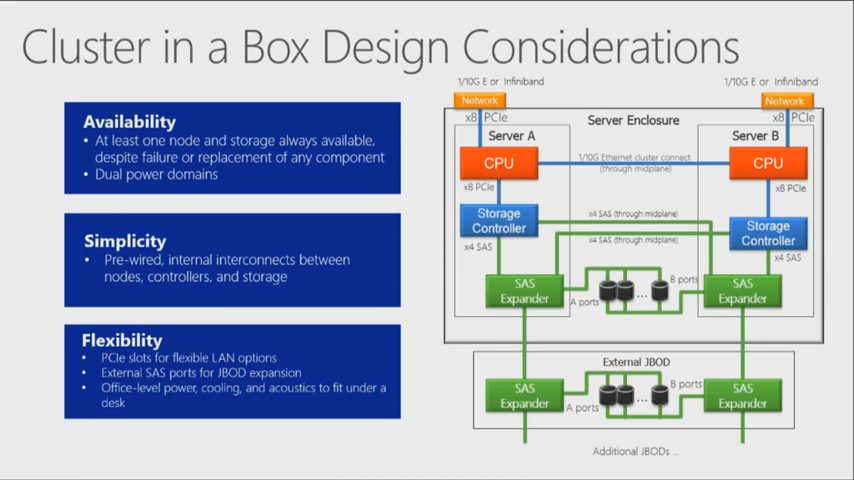 Cluster in a Box Design Considerations
Availability
• At least one node and storage always available,
despite failure or replacement of any component
• Dual power domains
Simplicity
• Pre-wired, internal interconnects between
nodes, controllers, and storage
Flexibility
• PCIe slots for flexible LAN options
• External SAS ports for JBOD expansion
• Office-level power, cooling, and acoustics to fit under a
desk
1/10G E or Infiniband
1/10G E or Infiniband
Network
Network
x8 PCIe
x8 PCIe
Server Enclosure
Server A
Server B
CPU
1/10G Ethernet cluster connect
(through midplane)
CPU
x8 PCIe
x8 PCIe
Storage
Controller
x4 SAS (through midplane)
x4 SAS (through midplane)
Storage
Controller
x4 SAS
x4 SAS
SAS
Expander
A ports
...
B ports
SAS
Expander
External JBOD
SAS
Expander
A ports
...
B ports
SAS
Expander
Additional JBODs ...